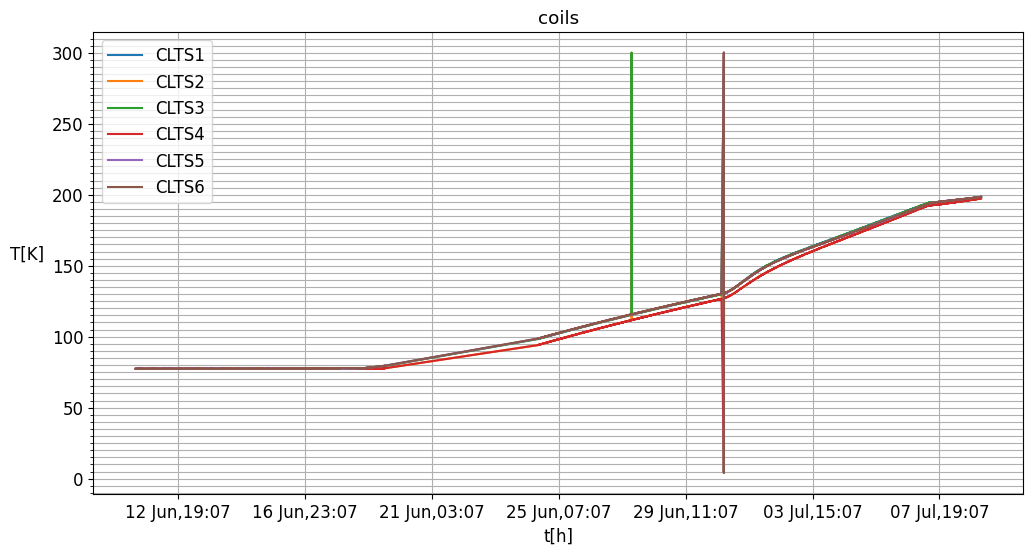 coils
CLTS1
CLTS2
CLTS3
CLTS4
CLTS5
CLTS6
300
250
200
150
100
50
0
T[K]
12 Jun,19:07 16 Jun,23:07 21 Jun,03:07 25 Jun,07:07 29 Jun,11:07 03 Jul,15:07 07 Jul,19:07
t[h]